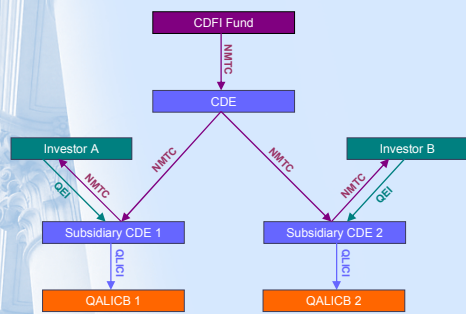 CDFI Fund
NMTC
CDE
NMTC
NMTC
Investor A
Investor B
NMTC
QEI
NMTC
QEI
Subsidiary CDE 1
Subsidiary CDE 2
QLICI
QLICI
QALICB 1
QALICB 2